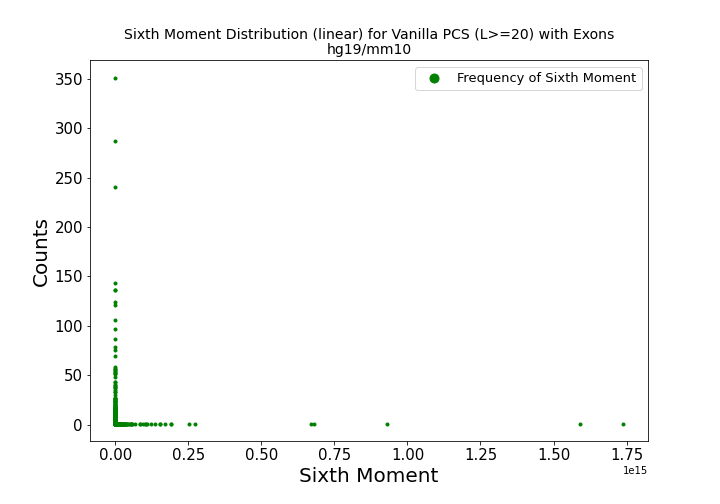 Sixth Moment Distribution (linear) for Vanilla PCS (L>=20) with Exons
hg19/mm10
Frequency of Sixth Moment
Counts
350
300
250
200
150
100
50
0
0.00 0.25 0.50 0.75 1.00 1.25 1.50 1.75
1e15
Sixth Moment